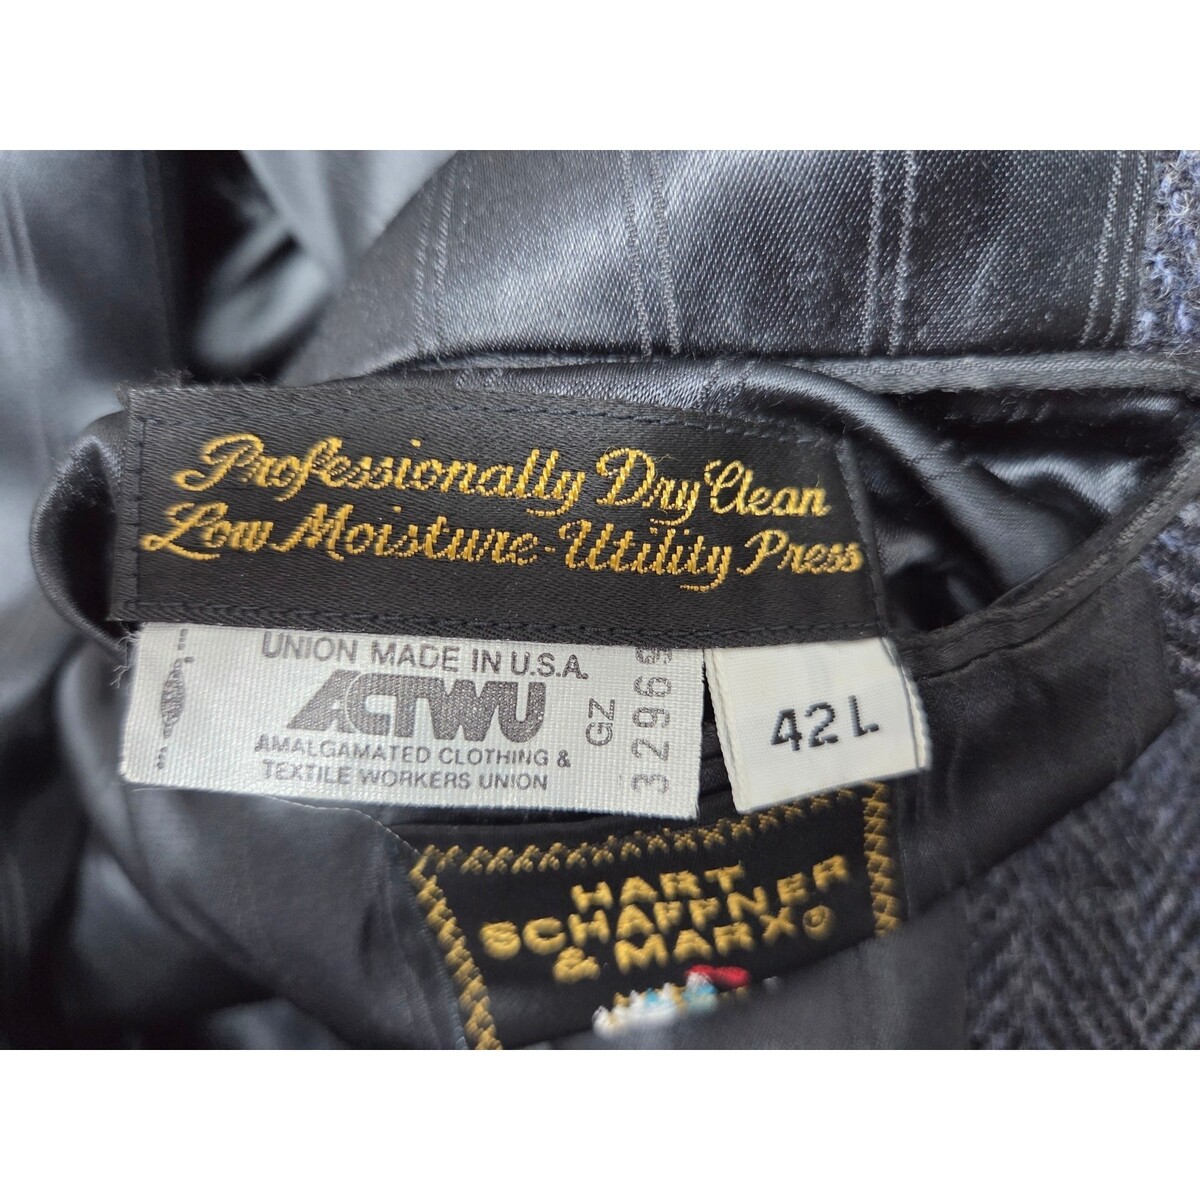 Professionally Dry Clean
Low Moisture-Utility Press
UNION MADE IN U.S.A.
ACTWU
AMALGAMATED CLOTHING &
TEXTILE WORKERS UNION
GZ
32969
42 L
HART
SCHAFFNER
& MARX®